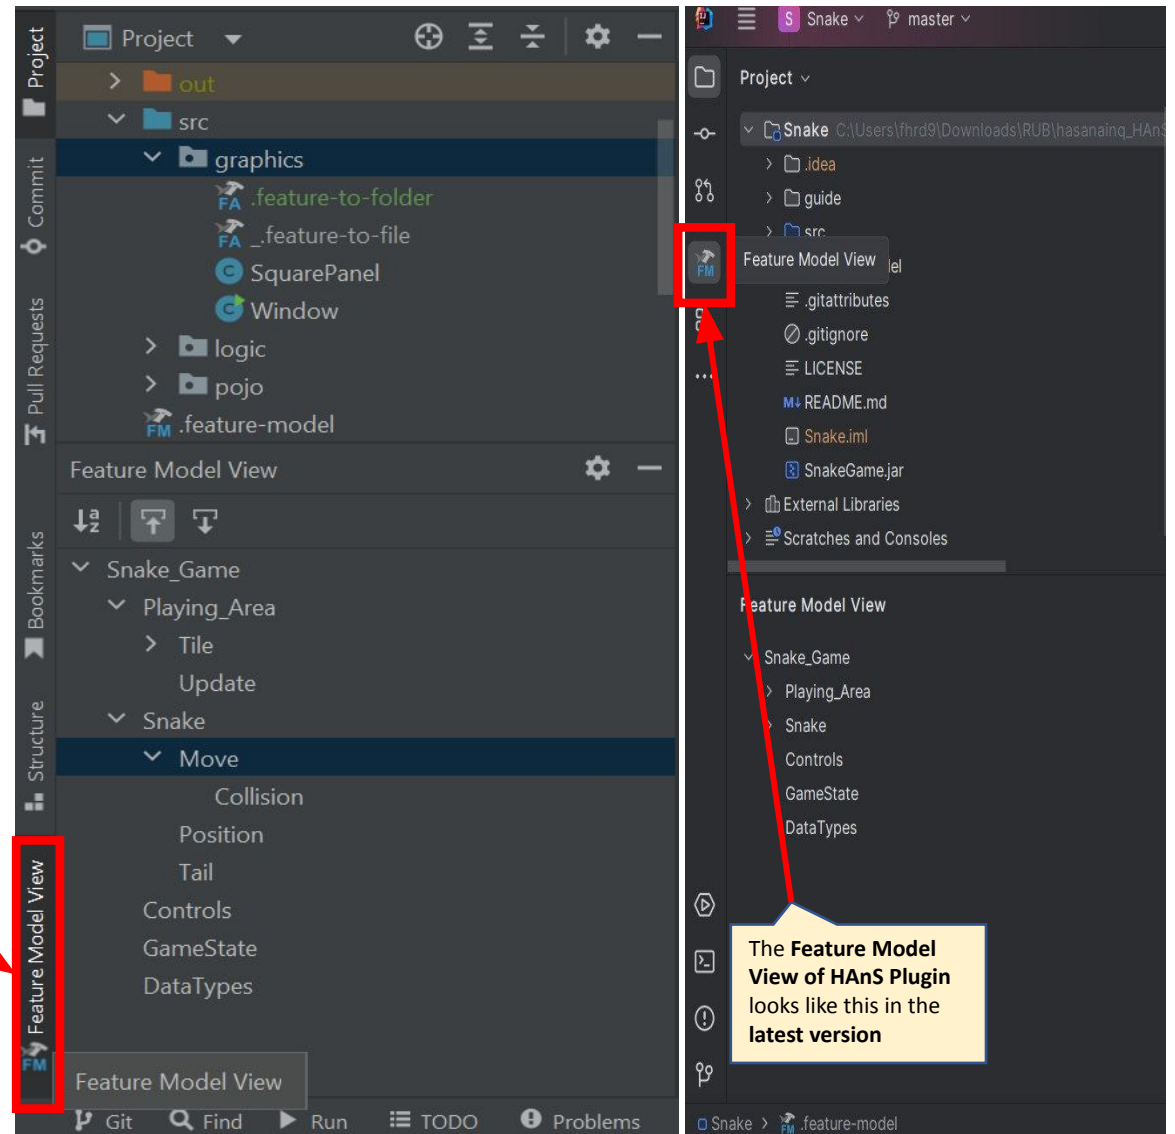 Project
Commit
Pull Requests
Bookmarks
Structure
Feature Model View
FM
Project
out
src
graphics
FA .feature-to-folder
FA _.feature-to-file
C SquarePanel
C Window
logic
pojo
FM .feature-model
Feature Model View
a
z
Snake_Game
Playing_Area
Tile
Update
Snake
Move
Collision
Position
Tail
Controls
GameState
DataTypes
Feature Model View
Git Find Run TODO Problems
S Snake master
Project
Snake C:\Users\fhrd9\Downloads\RUB\hasanainq_HAnS
.idea
guide
src
FM
Feature Model View
el
.gitattributes
.gitignore
LICENSE
M↓ README.md
Snake.iml
SnakeGame.jar
External Libraries
Scratches and Consoles
Feature Model View
Snake_Game
Playing_Area
Snake
Controls
GameState
DataTypes
The Feature Model
View of HAnS Plugin
looks like this in the
latest version
Snake > FM .feature-model